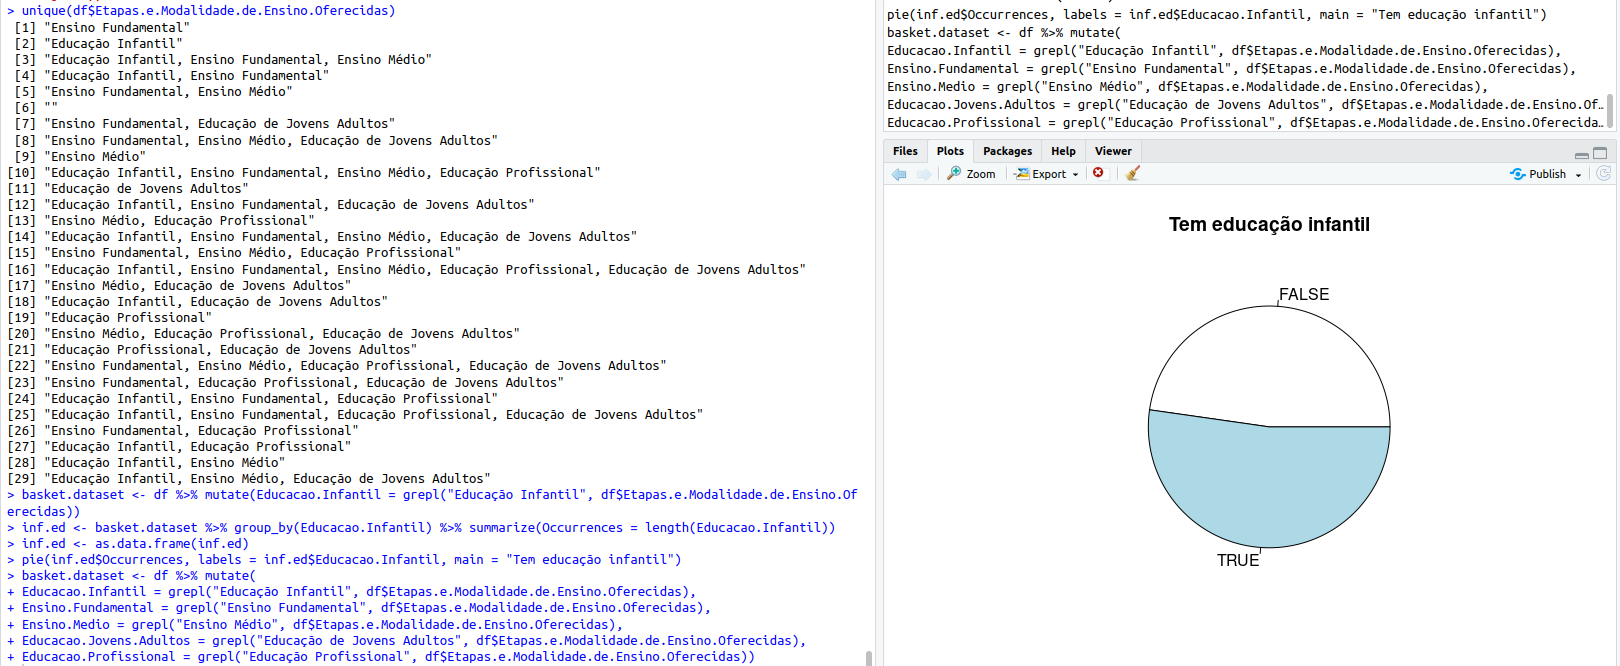 > unique(df$Etapas.e.Modalidade.de.Ensino.Oferecidas)
[1] "Ensino Fundamental"
[2] "Educação Infantil"
[3] "Educação Infantil, Ensino Fundamental, Ensino Médio"
[4] "Educação Infantil, Ensino Fundamental"
[5] "Ensino Fundamental, Ensino Médio"
[6] ""
[7] "Ensino Fundamental, Educação de Jovens Adultos"
[8] "Ensino Fundamental, Ensino Médio, Educação de Jovens Adultos"
[9] "Ensino Médio"
[10] "Educação Infantil, Ensino Fundamental, Ensino Médio, Educação Profissional"
[11] "Educação de Jovens Adultos"
[12] "Educação Infantil, Ensino Fundamental, Educação de Jovens Adultos"
[13] "Ensino Médio, Educação Profissional"
[14] "Educação Infantil, Ensino Fundamental, Ensino Médio, Educação de Jovens Adultos"
[15] "Ensino Fundamental, Ensino Médio, Educação Profissional"
[16] "Educação Infantil, Ensino Fundamental, Ensino Médio, Educação Profissional, Educação de Jovens Adultos"
[17] "Ensino Médio, Educação de Jovens Adultos"
[18] "Educação Infantil, Educação de Jovens Adultos"
[19] "Educação Profissional"
[20] "Ensino Médio, Educação Profissional, Educação de Jovens Adultos"
[21] "Educação Profissional, Educação de Jovens Adultos"
[22] "Ensino Fundamental, Ensino Médio, Educação Profissional, Educação de Jovens Adultos"
[23] "Ensino Fundamental, Educação Profissional, Educação de Jovens Adultos"
[24] "Educação Infantil, Ensino Fundamental, Educação Profissional"
[25] "Educação Infantil, Ensino Fundamental, Educação Profissional, Educação de Jovens Adultos"
[26] "Ensino Fundamental, Educação Profissional"
[27] "Educação Infantil, Educação Profissional"
[28] "Educação Infantil, Ensino Médio"
[29] "Educação Infantil, Ensino Médio, Educação de Jovens Adultos"
> basket.dataset <- df %>% mutate(Educacao.Infantil = grepl("Educação Infantil", df$Etapas.e.Modalidade.de.Ensino.Of
erecidas))
> inf.ed <- basket.dataset %>% group_by(Educacao.Infantil) %>% summarize(Occurrences = length(Educacao.Infantil))
> inf.ed <- as.data.frame(inf.ed)
> pie(inf.ed$Occurrences, labels = inf.ed$Educacao.Infantil, main = "Tem educação infantil")
> basket.dataset <- df %>% mutate(
+ Educacao.Infantil = grepl("Educação Infantil", df$Etapas.e.Modalidade.de.Ensino.Oferecidas),
+ Ensino.Fundamental = grepl("Ensino Fundamental", df$Etapas.e.Modalidade.de.Ensino.Oferecidas),
+ Ensino.Medio = grepl("Ensino Médio", df$Etapas.e.Modalidade.de.Ensino.Oferecidas),
+ Educacao.Jovens.Adultos = grepl("Educação de Jovens Adultos", df$Etapas.e.Modalidade.de.Ensino.Oferecidas),
+ Educacao.Profissional = grepl("Educação Profissional", df$Etapas.e.Modalidade.de.Ensino.Oferecidas))
pie(inf.ed$Occurrences, labels = inf.ed$Educacao.Infantil, main = "Tem educação infantil")
basket.dataset <- df %>% mutate(
Educacao.Infantil = grepl("Educação Infantil", df$Etapas.e.Modalidade.de.Ensino.Oferecidas),
Ensino.Fundamental = grepl("Ensino Fundamental", df$Etapas.e.Modalidade.de.Ensino.Oferecidas),
Ensino.Medio = grepl("Ensino Médio", df$Etapas.e.Modalidade.de.Ensino.Oferecidas),
Educacao.Jovens.Adultos = grepl("Educação de Jovens Adultos", df$Etapas.e.Modalidade.de.Ensino.Of…
Educacao.Profissional = grepl("Educação Profissional", df$Etapas.e.Modalidade.de.Ensino.Oferecida…
Files Plots Packages Help Viewer
Zoom Export Publish
Tem educação infantil
FALSE
TRUE